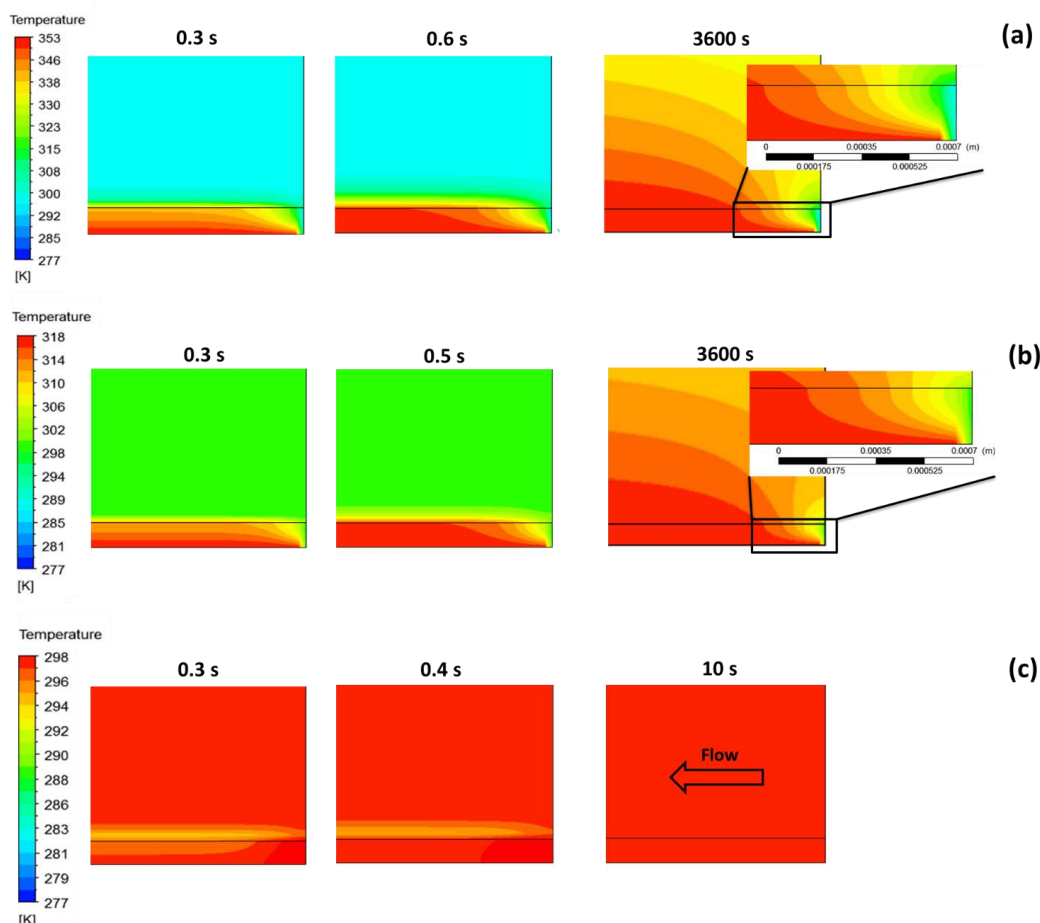 Temperature
353
346
338
330
323
315
307
300
292
285
277
[K]
0.3 s
0.6 s
3600 s
(a)
0 0.00035 0.0007 (m)
0.000175 0.000525
Temperature
318
314
310
306
302
298
294
289
285
281
277
[K]
0.3 s
0.5 s
3600 s
(b)
0 0.00035 0.0007 (m)
0.000175 0.000525
Temperature
298
296
294
292
290
288
286
283
281
279
277
[K]
0.3 s
0.4 s
10 s
(c)
Flow